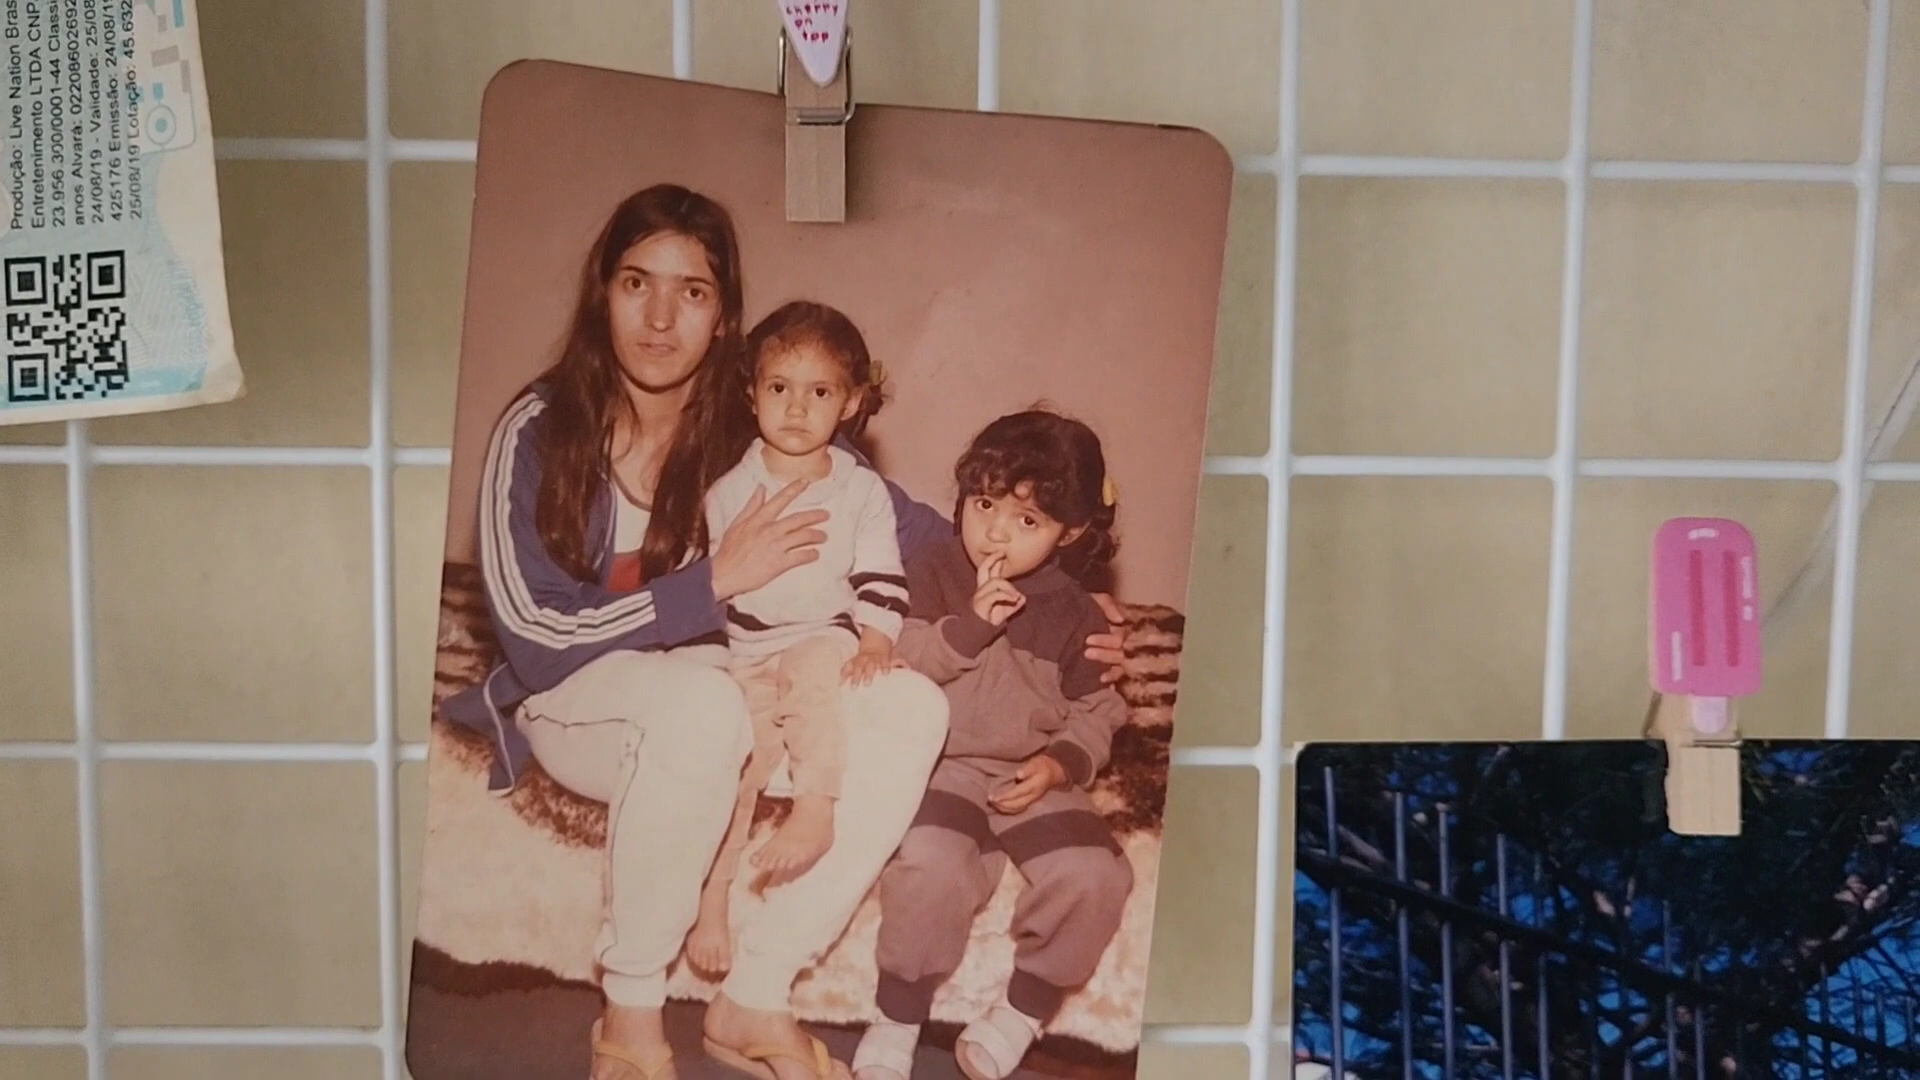 Produção: Live Nation Bras
Entretenimento LTDA CNP
23.956.300/0001-44 Classi
anos Alvará: 0220860269
24/08/19 - Validade: 25/08
425176 Emissão: 24/08/1
25/08/19 Lotação: 45.632
cherry
on
top